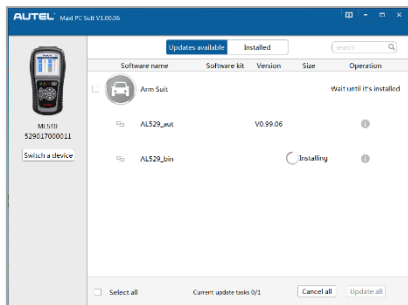 AUTEL Maxi PC Suit V1.00.06
Updates available Installed
search
Software name Software kit Version Size Operation
Arm Suit Wait until it's installed
AL529_aut V0.99.06
AL529_bin Installing
529017000011
Switch a device
Select all Current update tasks 0/1 Cancel all Update all